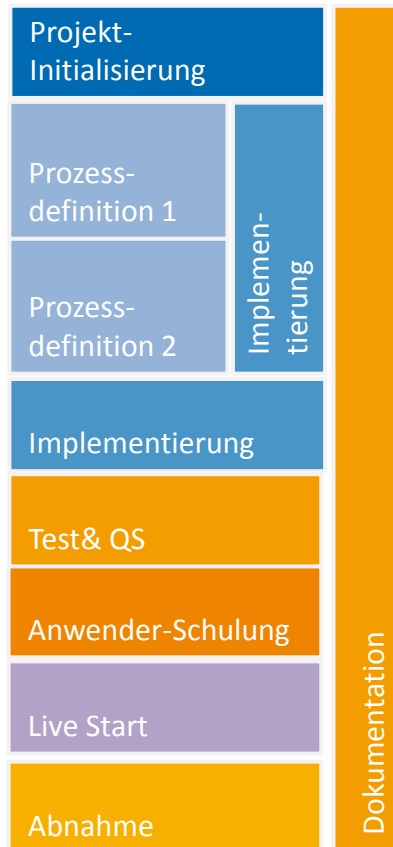 Projekt-
Initialisierung
Prozess-
definition 1
Prozess-
definition 2
Implemen-
tierung
Implementierung
Test& QS
Anwender-Schulung
Live Start
Abnahme
Dokumentation